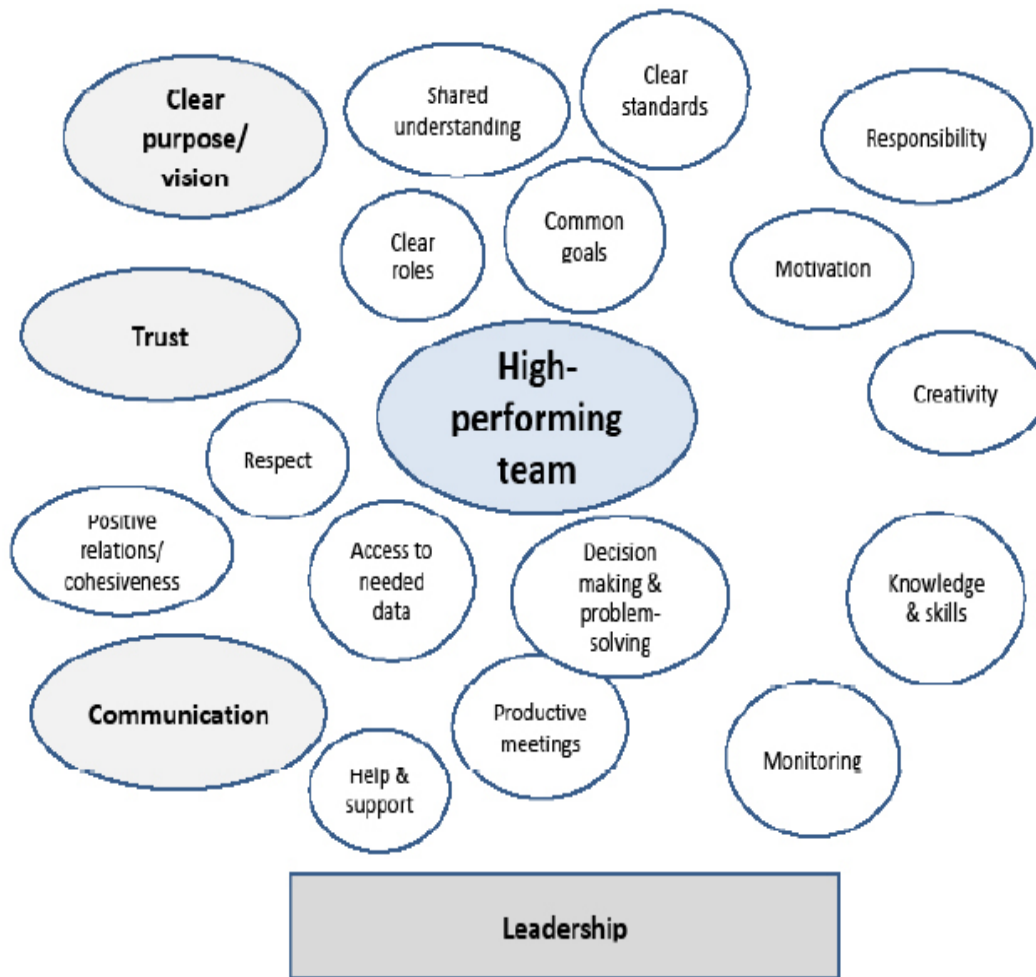 Clear
purpose/
vision
Shared
understanding
Clear
standards
Responsibility
Clear
roles
Common
goals
Motivation
Trust
High-
performing
team
Creativity
Respect
Positive
relations/
cohesiveness
Access to
needed
data
Decision
making &
problem-
solving
Knowledge
& skills
Communication
Productive
meetings
Monitoring
Help &
support
Leadership